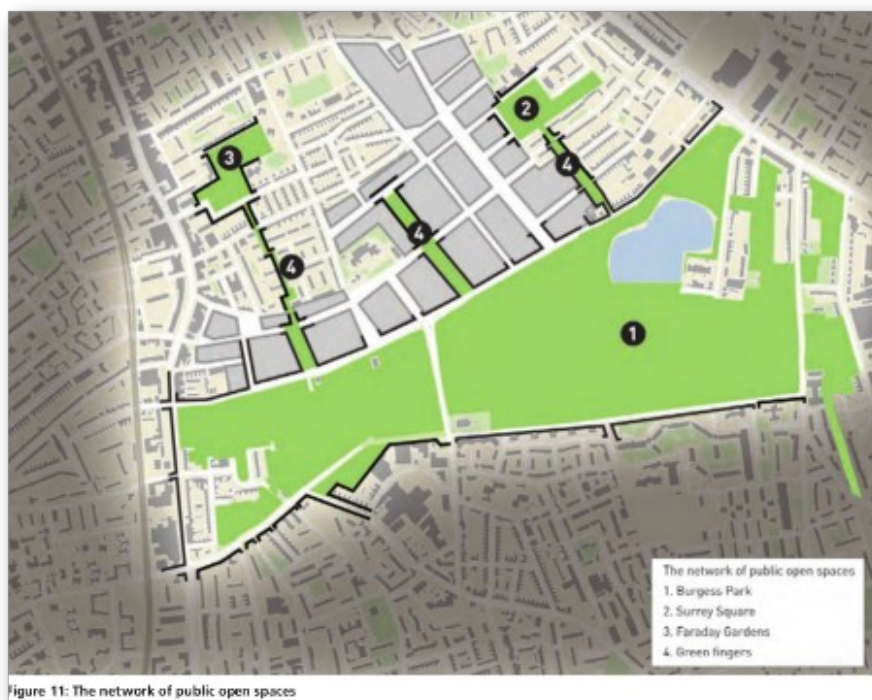 2
3
4
4
4
1
The network of public open spaces
1. Burgess Park
2. Surrey Square
3. Faraday Gardens
4. Green fingers
Figure 11: The network of public open spaces